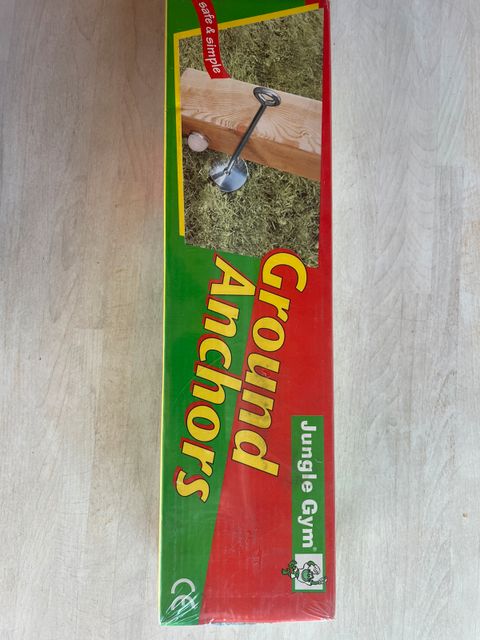 safe & simple
Ground
Anchors
Jungle Gym®
CE